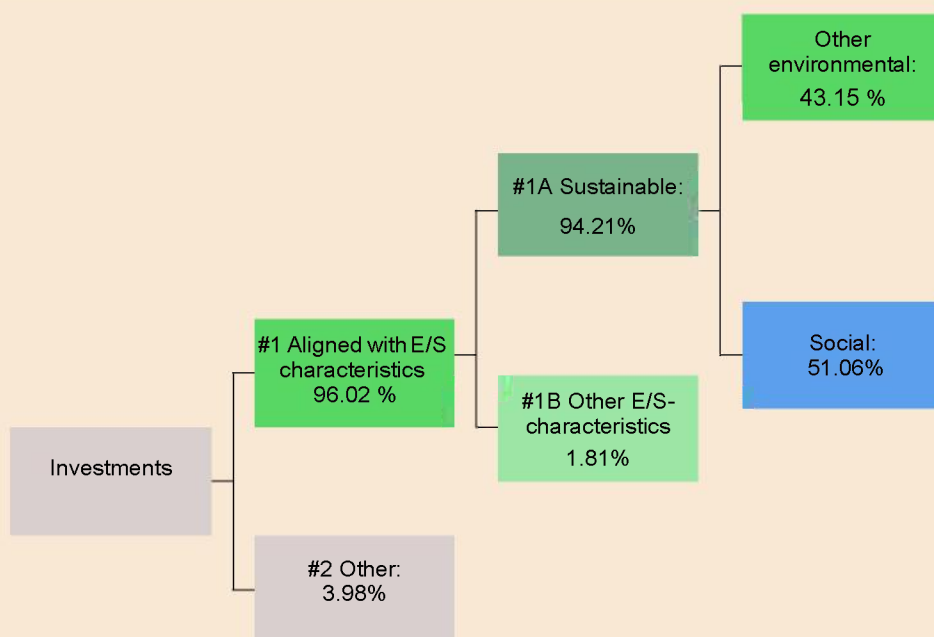 Other
environmental:
43.15 %
#1A Sustainable:
94.21%
#1 Aligned with E/S
characteristics
96.02 %
Social:
51.06%
#1B Other E/S-
characteristics
1.81%
Investments
#2 Other:
3.98%